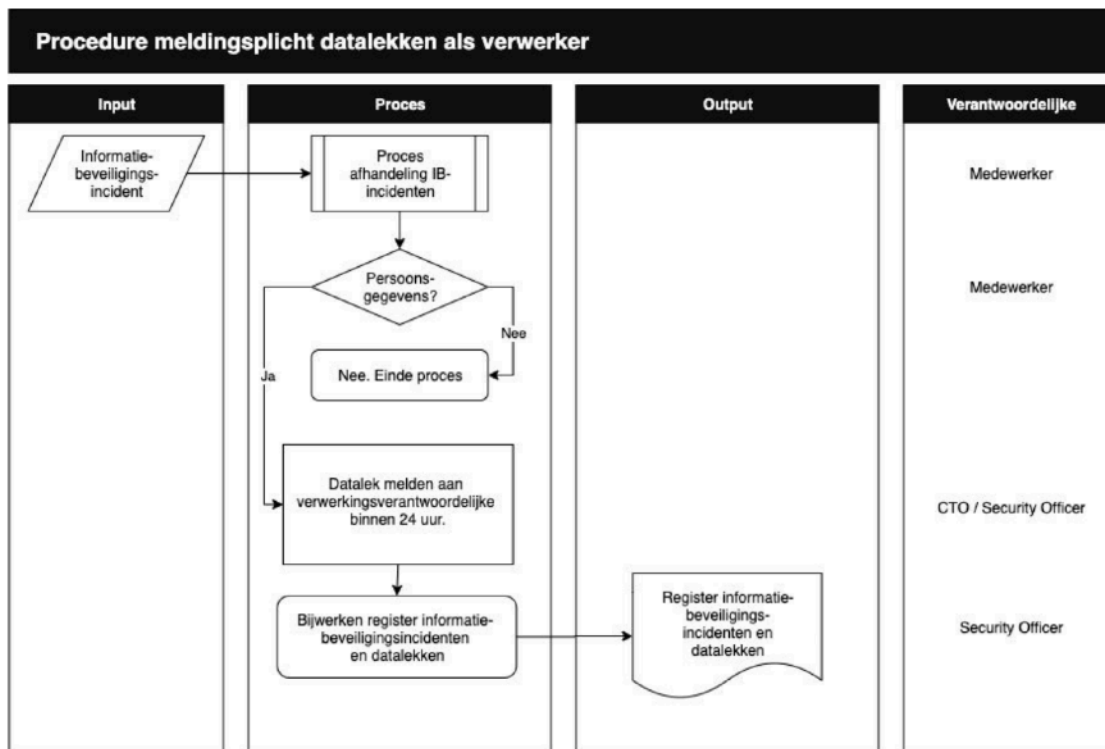 Procedure meldingsplicht datalekken als verwerker
Input
Proces
Output
Verantwoordelijke
Informatie-
beveiligings-
incident
Proces
afhandeling IB-
incidenten
Medewerker
Persoons-
gegevens?
Medewerker
Nee
Nee. Einde proces
Ja
Datalek melden aan
verwerkingsverantwoordelijke
binnen 24 uur.
CTO / Security Officer
Bijwerken register informatie-
beveiligingsincidenten
en datalekken
Register informatie-
beveiligings-
incidenten en
datalekken
Security Officer